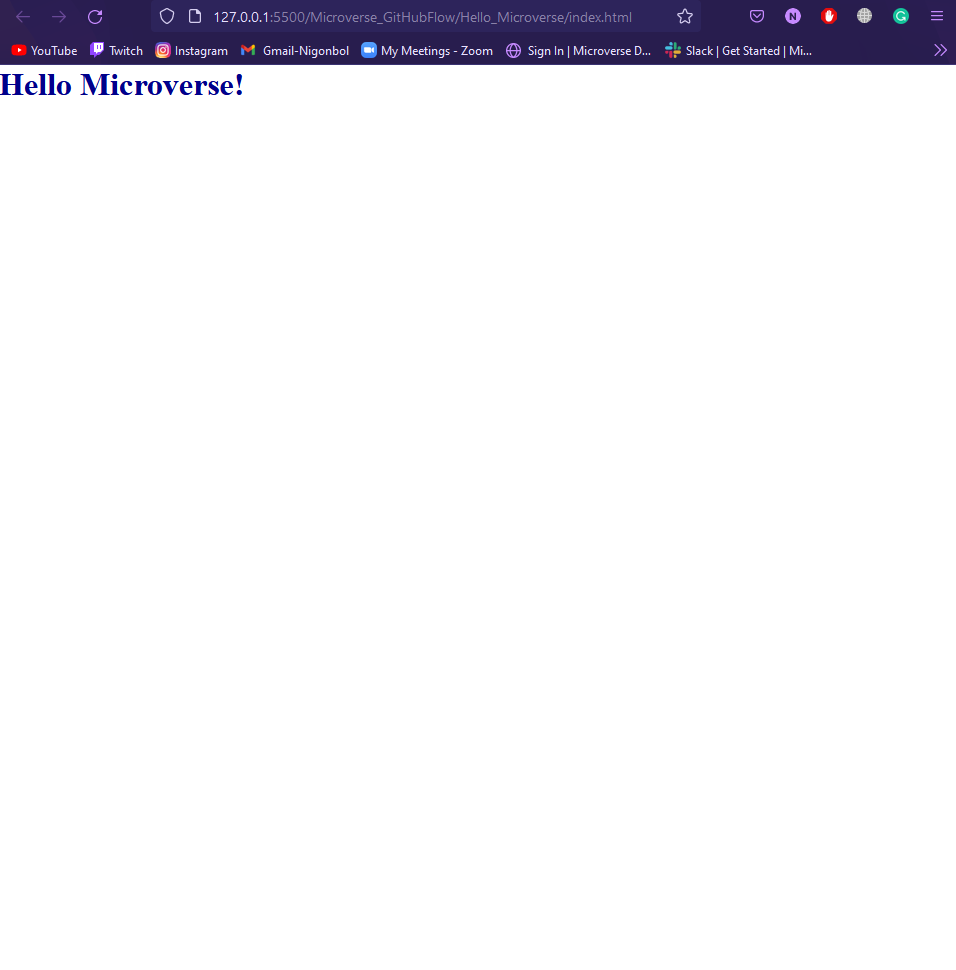 127.0.0.1:5500/Microverse_GitHubFlow/Hello_Microverse/index.html N
YouTube Twitch Instagram Gmail-Nigonbol My Meetings - Zoom Sign In | Microverse D... Slack | Get Started | Mi...
Hello Microverse!